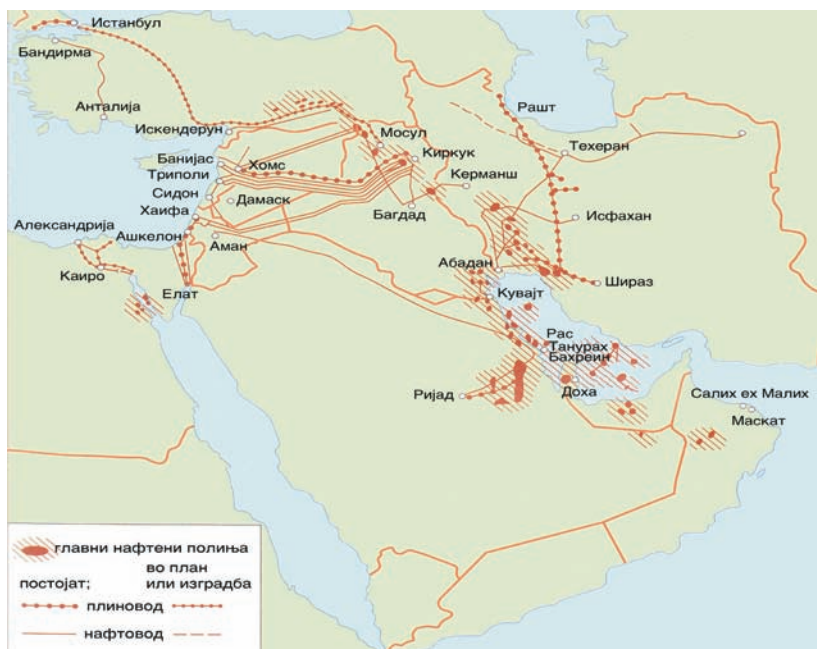 Истанбул
Бандирма
Анталија
Искендерун
Рашт
Техеран
Мосул
Киркук
Керманш
Банијас
Хомс
Триполи
Сидон
Дамаск
Хаифа
Багдад
Исфахан
Александрија
Ашкелон
Аман
Абадан
Каиро
Елат
Кувајт
Шираз
Рас
Танурах
Бахреин
Ријад
Доха
Салих ех Малих
Маскат
главни нафтени полиња
во план
постојат; или изградба
плиновод
нафтовод